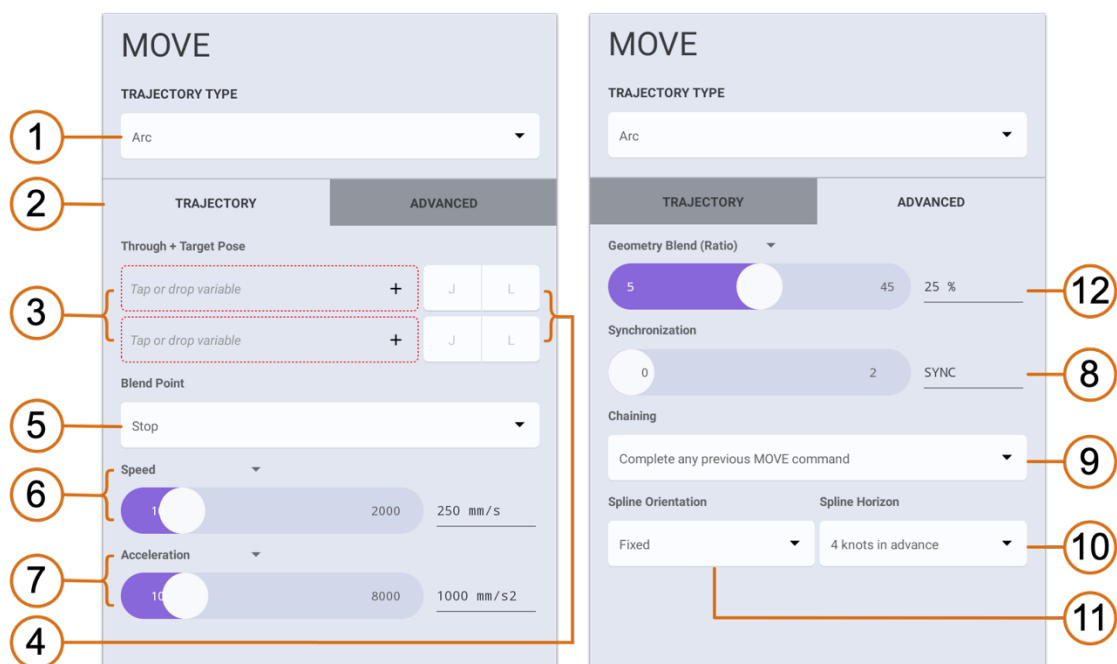 MOVE
TRAJECTORY TYPE
1
Arc
2
TRAJECTORY
ADVANCED
Through + Target Pose
3
Tap or drop variable
+
J
L
Tap or drop variable
+
J
L
Blend Point
5
Stop
Speed
6
2000
250 mm/s
Acceleration
7
8000
1000 mm/s2
4
MOVE
TRAJECTORY TYPE
Arc
TRAJECTORY
ADVANCED
Geometry Blend (Ratio)
5
45
25 %
12
Synchronization
0
2
SYNC
8
Chaining
Complete any previous MOVE command
9
Spline Orientation
Spline Horizon
Fixed
4 knots in advance
10
11